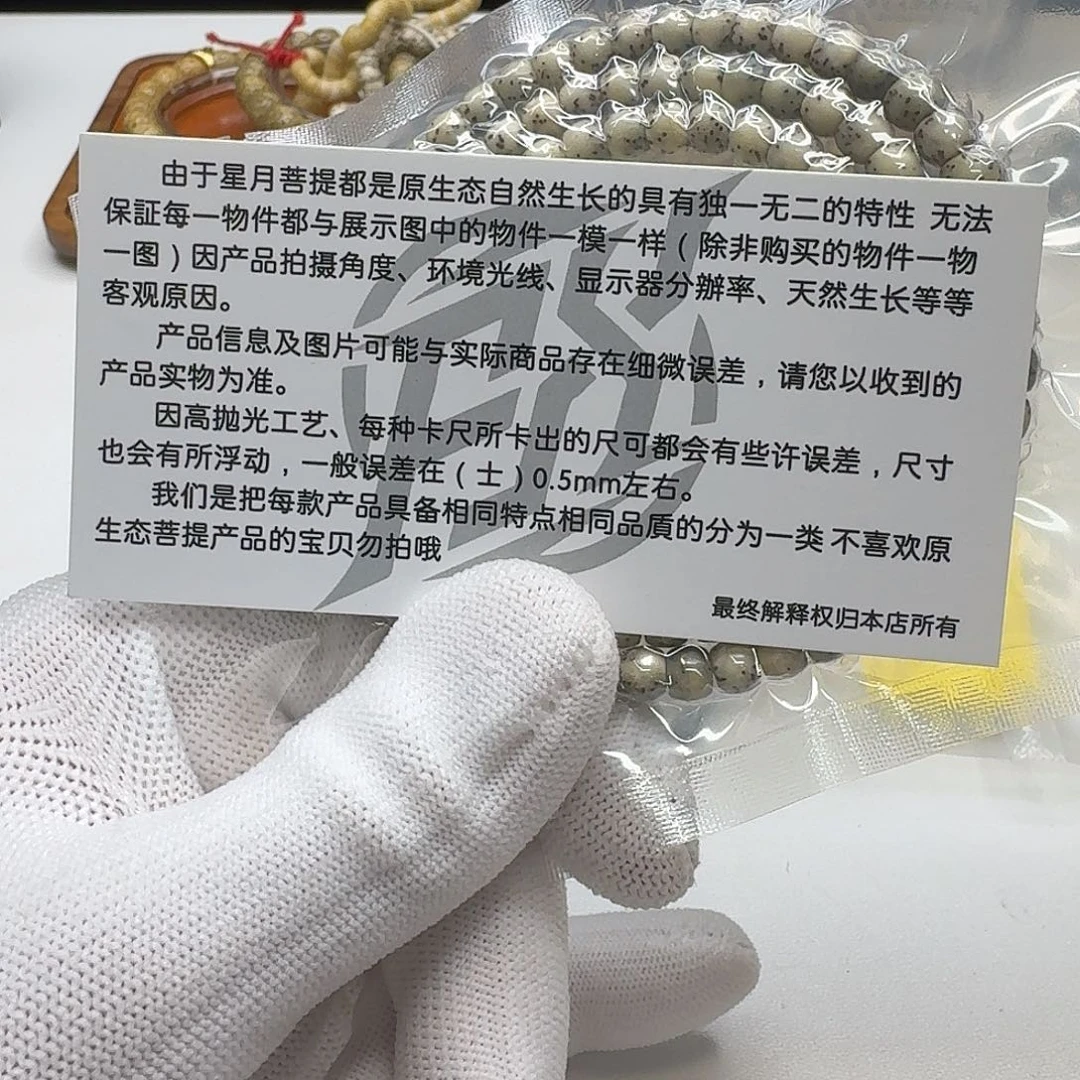 由于星月菩提都是原生态自然生长的具有独一无二的特性 无法
保証每一物件都与展示图中的物件一模一样（除非购买的物件一物
一图）因产品拍摄角度、环境光线、显示器分辦率、天然生长等等
客观原因。
产品信息及图片可能与实际商品存在细微误差，请您以收到的
产品实物为准。
因高抛光工艺、每种卡尺所卡出的尺可都会有些许误差，尺寸
也会有所浮动，一般误差在（士）0.5mm左右。
我们是把每款产品具备相同特点相同品質的分为一类 不喜欢原
生态菩提产品的宝贝勿拍哦
最终解释权归本店所有